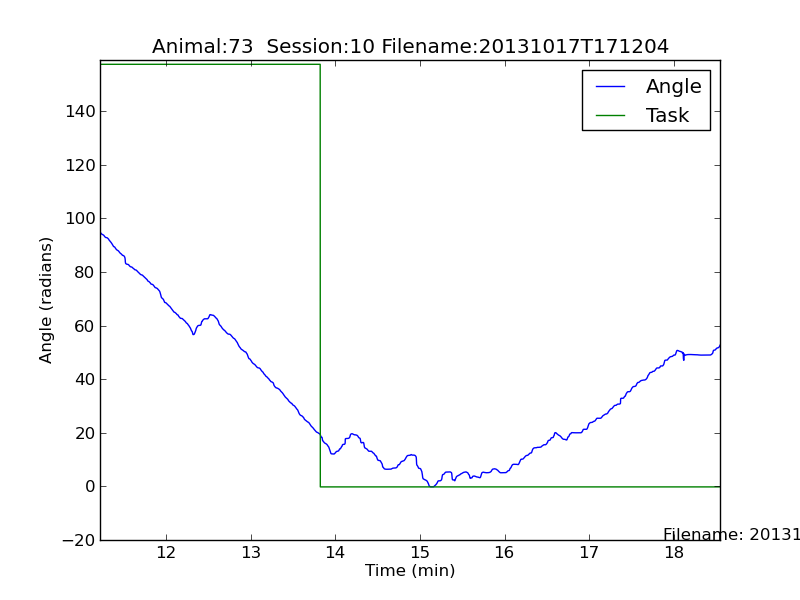 Animal:73  Session:10 Filename:20131017T171204
Angle
Task
140
120
100
80
60
40
20
0
−20
Angle (radians)
12 13 14 15 16 17 18
Filename: 20131
Time (min)